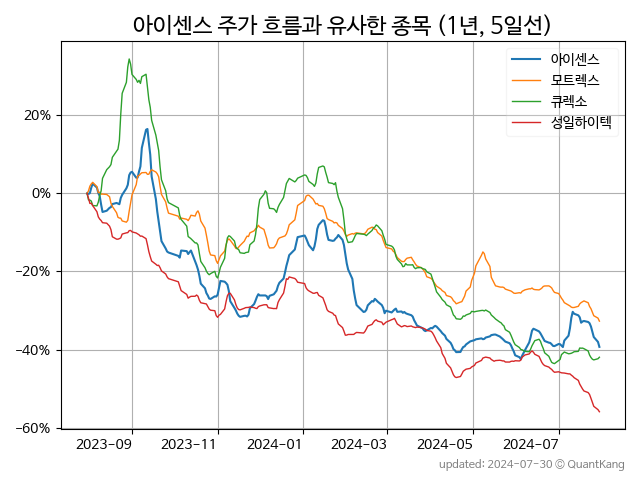 아이센스 주가 흐름과 유사한 종목 (1년, 5일선)
아이센스
모트렉스
큐렉소
성일하이텍
20%
0%
−20%
−40%
−60%
2023-09 2023-11 2024-01 2024-03 2024-05 2024-07
updated: 2024-07-30 © QuantKang